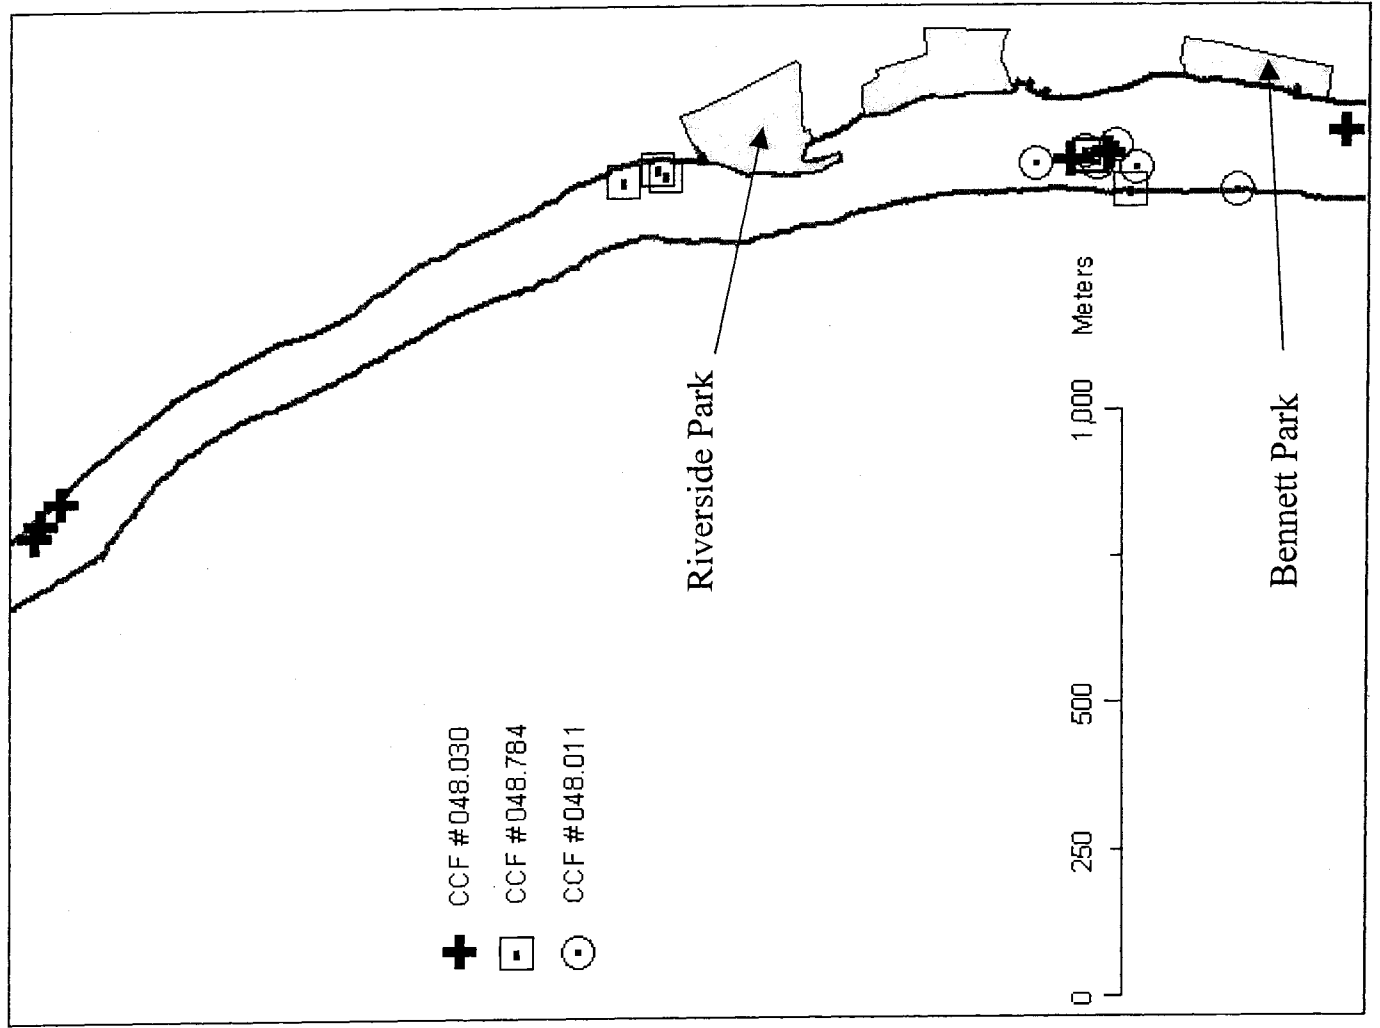 CCF #048.030
CCF #048.784
CCF #048.011
Riverside Park
Bennett Park
0
250
500
1,000
Meters